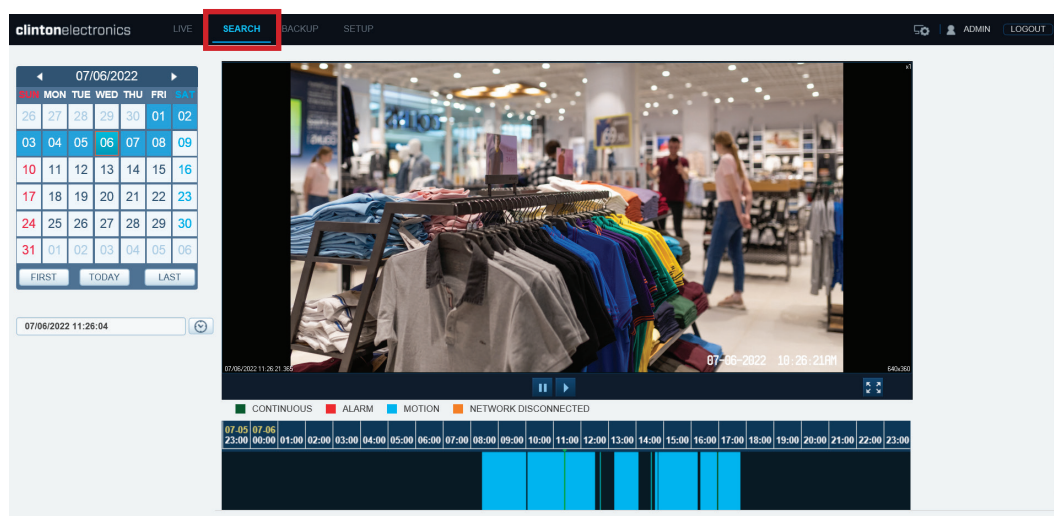 clintonelectronics LIVE SEARCH BACKUP SETUP ADMIN LOGOUT
07/06/2022
SUN MON TUE WED THU FRI SAT
26 27 28 29 30 01 02
03 04 05 06 07 08 09
10 11 12 13 14 15 16
17 18 19 20 21 22 23
24 25 26 27 28 29 30
31 01 02 03 04 05 06
FIRST TODAY LAST
07/06/2022 11:26:04
x1
07-06-2022 10:26:21AM
07/06/2022 11:26:21.365 640x360
CONTINUOUS ALARM MOTION NETWORK DISCONNECTED
07-05 07-06
23:00 00:00 01:00 02:00 03:00 04:00 05:00 06:00 07:00 08:00 09:00 10:00 11:00 12:00 13:00 14:00 15:00 16:00 17:00 18:00 19:00 20:00 21:00 22:00 23:00